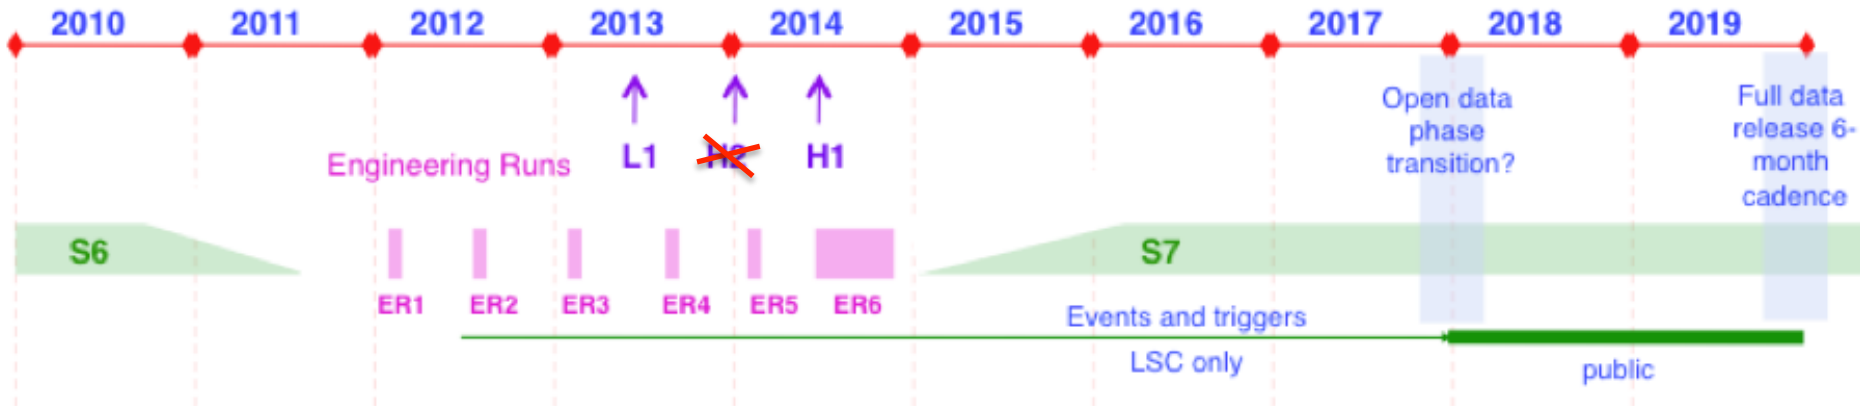 2010 2011 2012 2013 2014 2015 2016 2017 2018 2019
Open data
phase
transition?
Full data
release 6-
month
cadence
Engineering Runs
L1 H2 H1
S6
S7
ER1 ER2 ER3 ER4 ER5 ER6
Events and triggers
LSC only
public